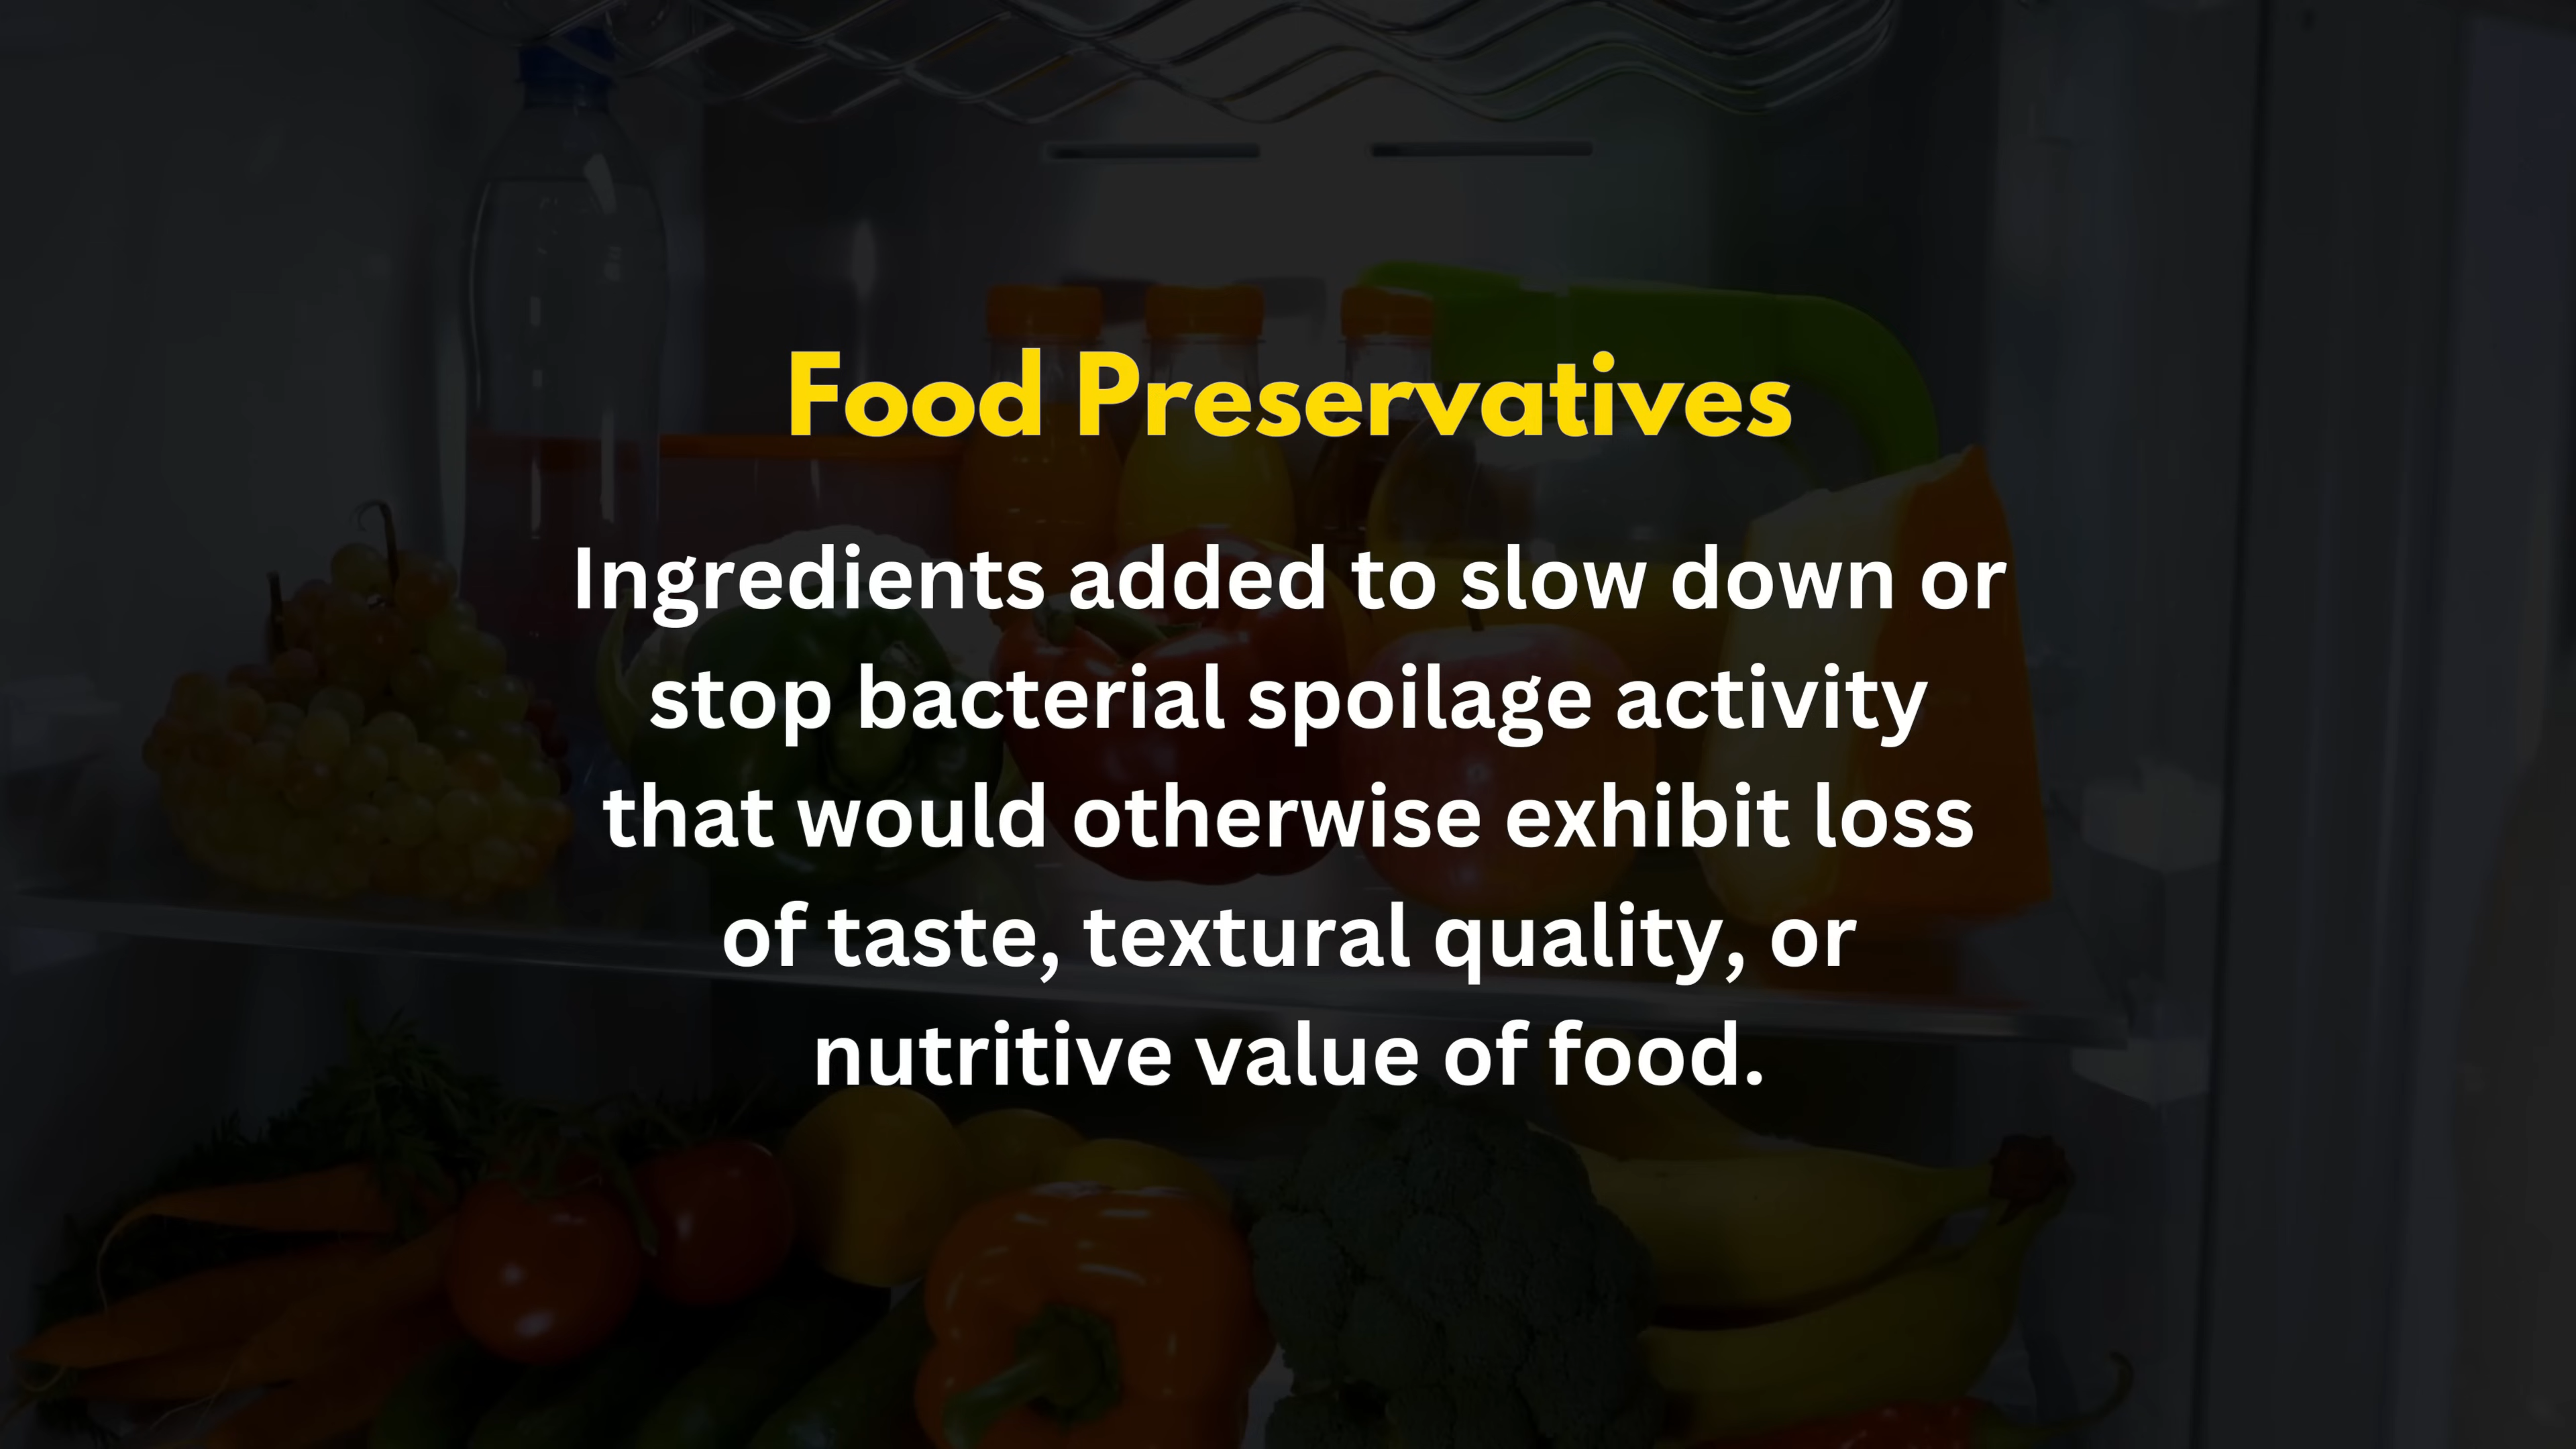 Food Preservatives
Ingredients added to slow down or
stop bacterial spoilage activity
that would otherwise exhibit loss
of taste, textural quality, or
nutritive value of food.